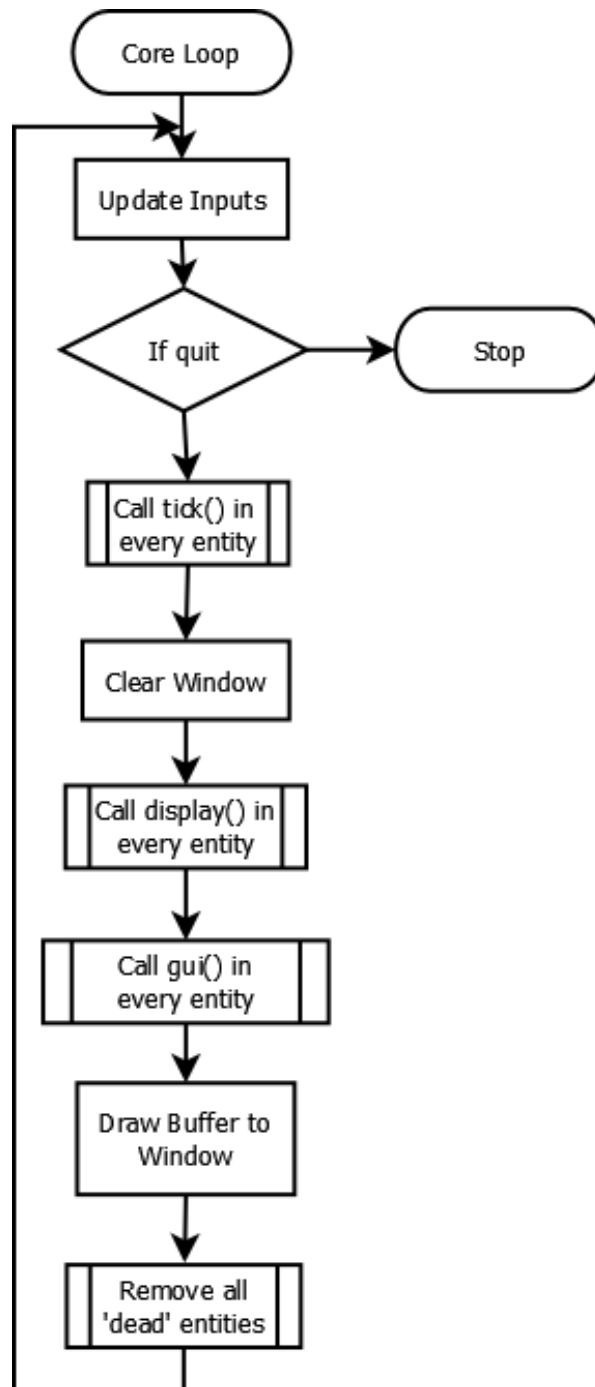 Core Loop
Update Inputs
If quit
Stop
Call tick() in
every entity
Clear Window
Call display() in
every entity
Call gui() in
every entity
Draw Buffer to
Window
Remove all
'dead' entities